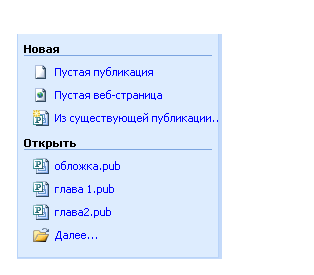 Новая
Пустая публикация
Пустая веб-страница
Из существующей публикации..
Открыть
обложка.pub
глава 1.pub
глава2.pub
Далее...